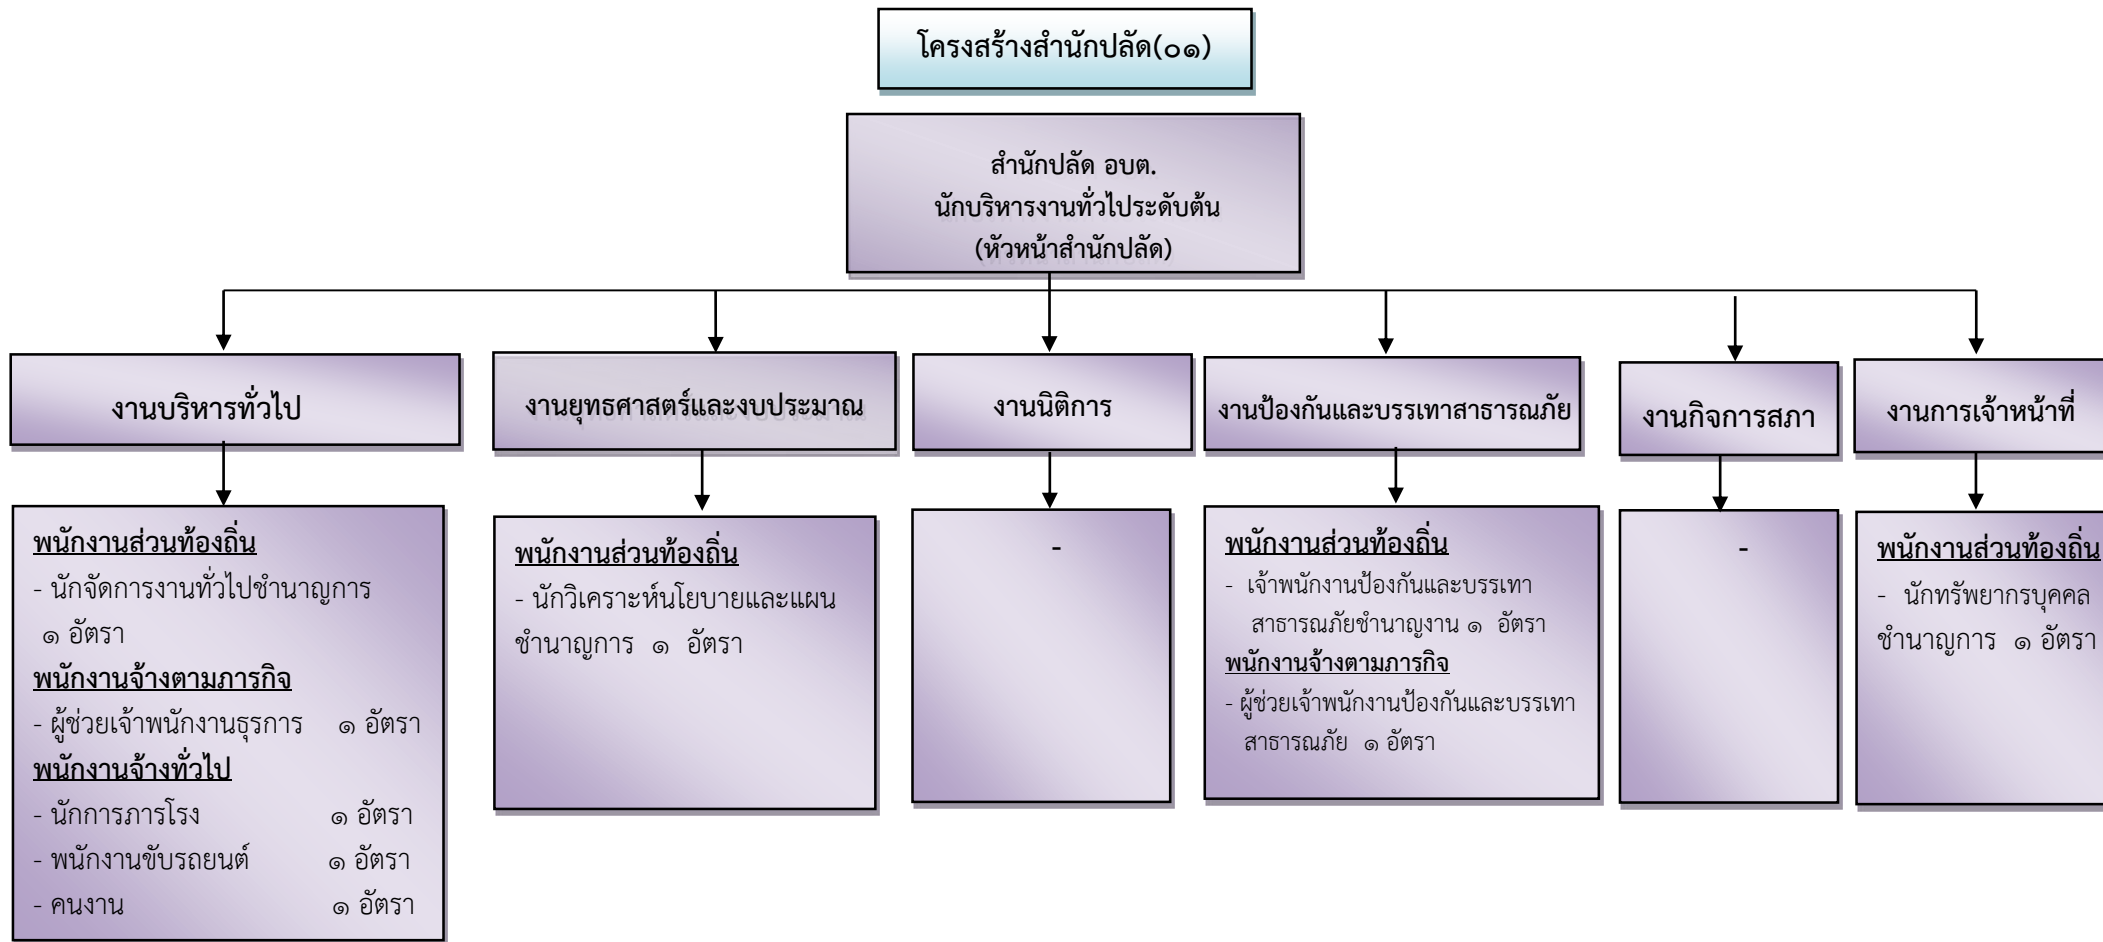 โครงสร้างสำนักปลัด(๐๑)
สำนักปลัด อบต.
นักบริหารงานทั่วไประดับต้น
(หัวหน้าสำนักปลัด)
งานบริหารทั่วไป
พนักงานส่วนท้องถิ่น
- นักจัดการงานทั่วไปชำนาญการ
๑ อัตรา
พนักงานจ้างตามภารกิจ
- ผู้ช่วยเจ้าพนักงานธุรการ ๑ อัตรา
พนักงานจ้างทั่วไป
- นักการภารโรง ๑ อัตรา
- พนักงานขับรถยนต์ ๑ อัตรา
- คนงาน ๑ อัตรา
งานยุทธศาสตร์และงบประมาณ
พนักงานส่วนท้องถิ่น
- นักวิเคราะห์นโยบายและแผน
ชำนาญการ ๑ อัตรา
งานนิติการ
-
งานป้องกันและบรรเทาสาธารณภัย
พนักงานส่วนท้องถิ่น
- เจ้าพนักงานป้องกันและบรรเทา
สาธารณภัยชำนาญงาน ๑ อัตรา
พนักงานจ้างตามภารกิจ
- ผู้ช่วยเจ้าพนักงานป้องกันและบรรเทา
สาธารณภัย ๑ อัตรา
งานกิจการสภา
-
งานการเจ้าหน้าที่
พนักงานส่วนท้องถิ่น
- นักทรัพยากรบุคคล
ชำนาญการ ๑ อัตรา